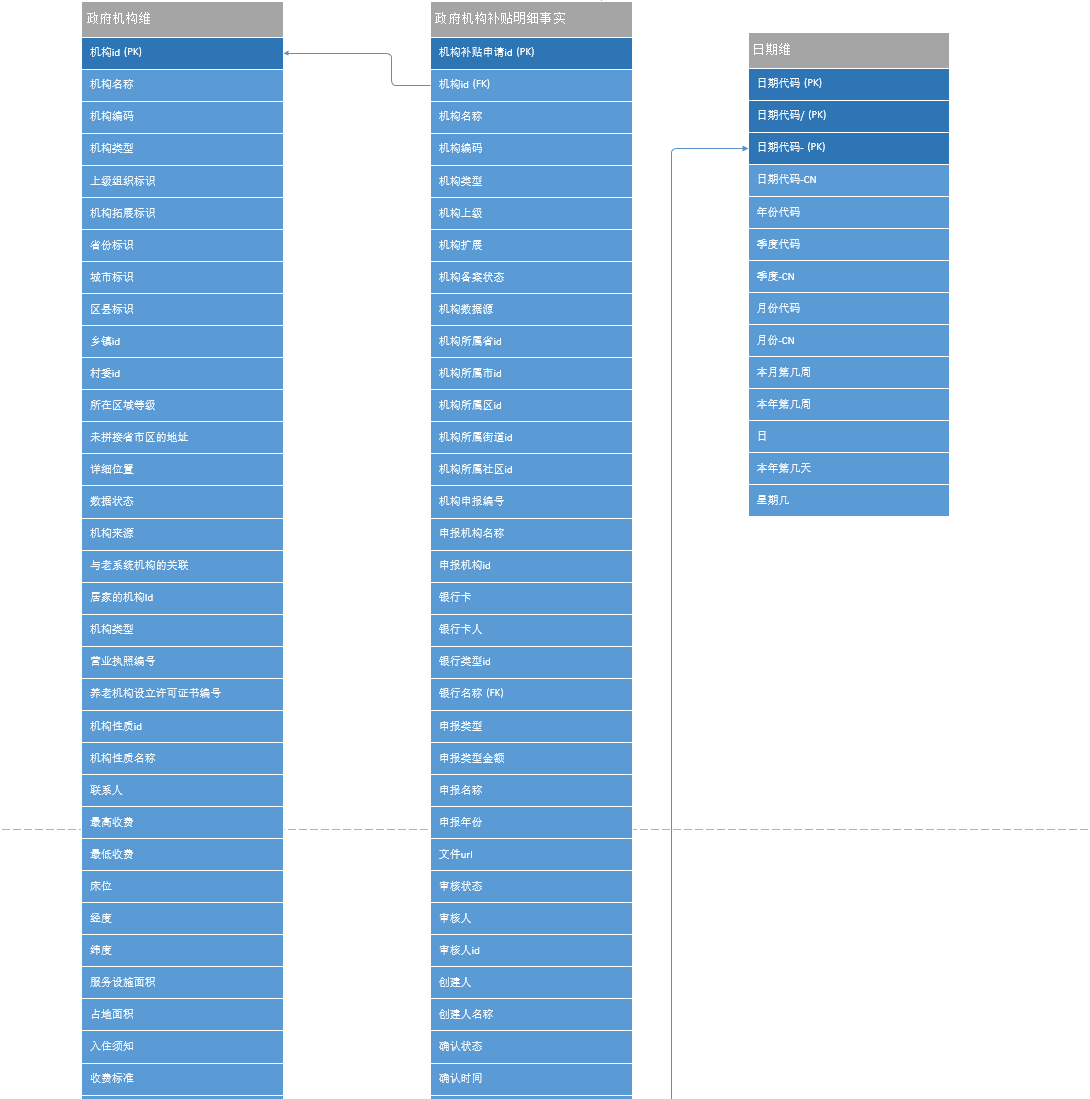 政府机构维
机构id (PK)
机构名称
机构编码
机构类型
上级组织标识
机构拓展标识
省份标识
城市标识
区县标识
乡镇id
村委id
所在区域等级
未拼接省市区的地址
详细位置
数据状态
机构来源
与老系统机构的关联
居家的机构Id
机构类型
营业执照编号
养老机构设立许可证书编号
机构性质id
机构性质名称
联系人
最高收费
最低收费
床位
经度
纬度
服务设施面积
占地面积
入住须知
收费标准
政府机构补贴明细事实
机构补贴申请id (PK)
机构id (FK)
机构名称
机构编码
机构类型
机构上级
机构扩展
机构备案状态
机构数据源
机构所属省id
机构所属市id
机构所属区id
机构所属街道id
机构所属社区id
机构申报编号
申报机构名称
申报机构id
银行卡
银行卡人
银行类型id
银行名称 (FK)
申报类型
申报类型金额
申报名称
申报年份
文件url
审核状态
审核人
审核人id
创建人
创建人名称
确认状态
确认时间
日期维
日期代码 (PK)
日期代码/ (PK)
日期代码- (PK)
日期代码-CN
年份代码
季度代码
季度-CN
月份代码
月份-CN
本月第几周
本年第几周
日
本年第几天
星期几